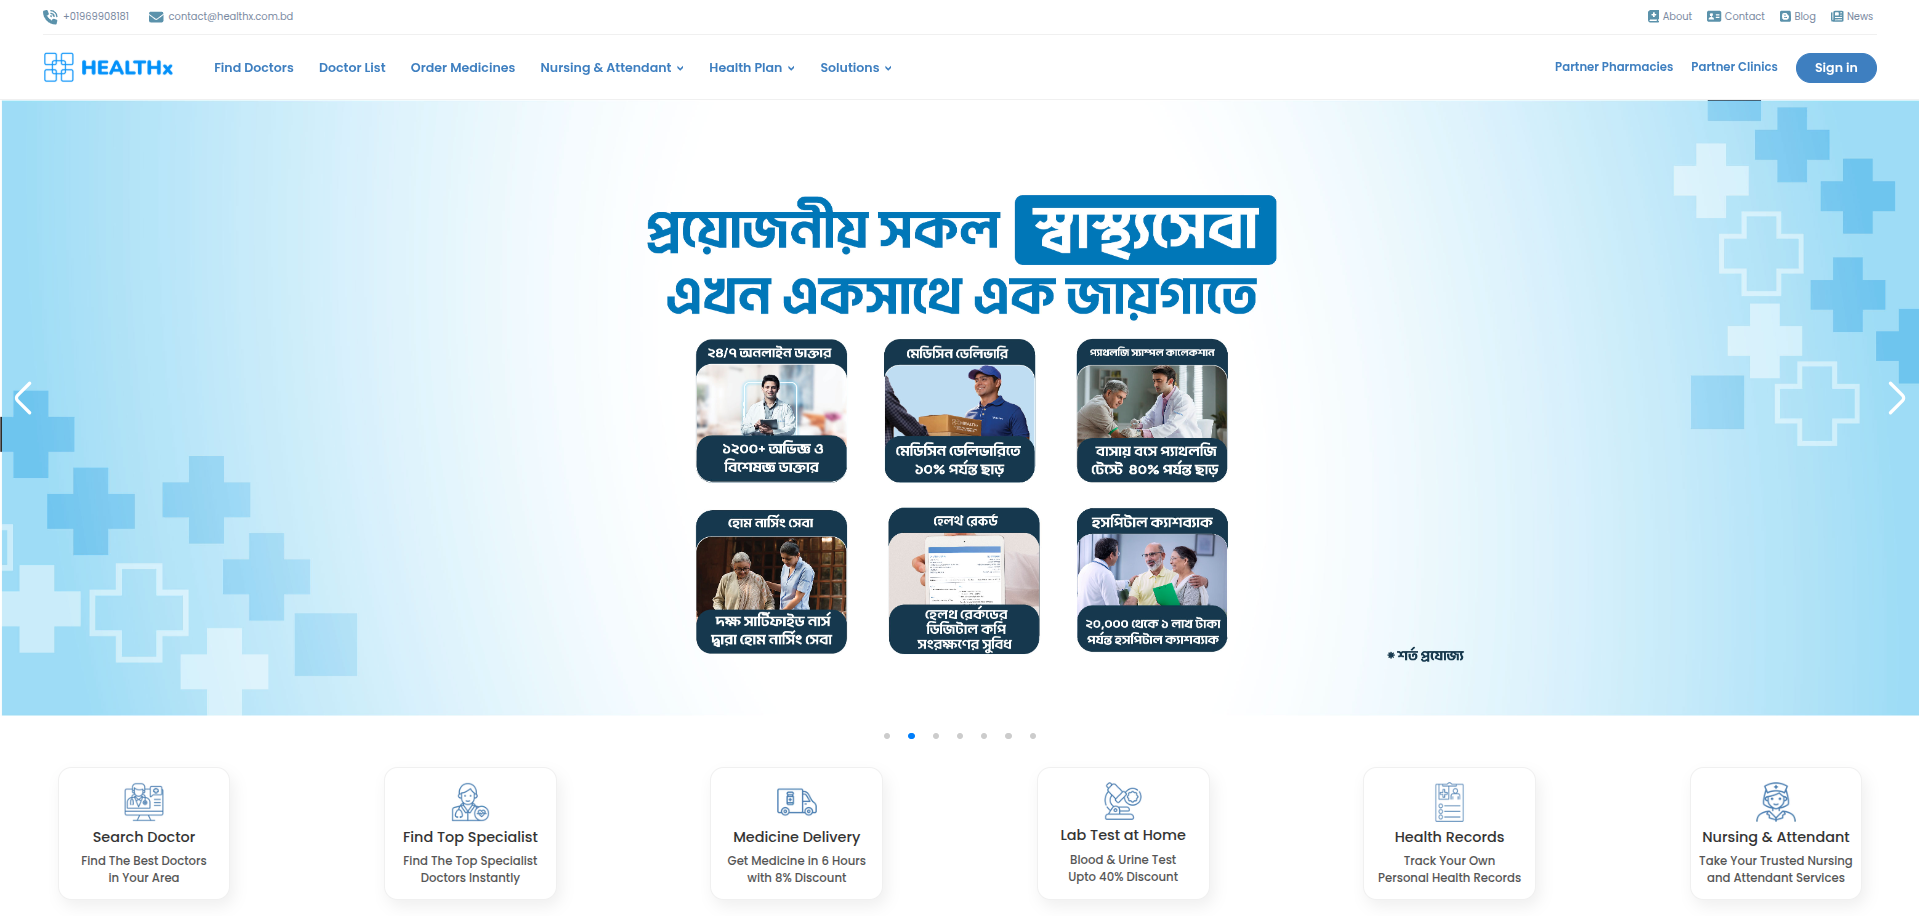 +01969908181
contact@healthx.com.bd
About
Contact
Blog
News
HEALTHx
Find Doctors
Doctor List
Order Medicines
Nursing & Attendant
Health Plan
Solutions
Partner Pharmacies
Partner Clinics
Sign in
প্রয়োজনীয় সকল স্বাস্থ্যসেবা
এখন একসাথে এক জায়গাতে
২৪/৭ অনলাইন ডাক্তার
১২০০+ অভিজ্ঞ ও
বিশেষজ্ঞ ডাক্তার
মেডিসিন ডেলিভারি
মেডিসিন ডেলিভারিতে
১০% পর্যন্ত ছাড়
প্যাথলজি স্যাম্পল কালেকশান
বাসায় বসে প্যাথলজি
টেস্টে ৪০% পর্যন্ত ছাড়
হোম নার্সিং সেবা
দক্ষ সার্টিফাইড নার্স
দ্বারা হোম নার্সিং সেবা
হেলথ রেকর্ড
হেলথ রের্কডের
ডিজিটাল কপি
সংরক্ষণের সুবিধ
হসপিটাল ক্যাশব্যাক
২০,০০০ থেকে ১ লাখ টাকা
পর্যন্ত হসপিটাল ক্যাশব্যাক
* শর্ত প্রযোজ্য
Search Doctor
Find The Best Doctors
in Your Area
Find Top Specialist
Find The Top Specialist
Doctors Instantly
Medicine Delivery
Get Medicine in 6 Hours
with 8% Discount
Lab Test at Home
Blood & Urine Test
Upto 40% Discount
Health Records
Track Your Own
Personal Health Records
Nursing & Attendant
Take Your Trusted Nursing
and Attendant Services